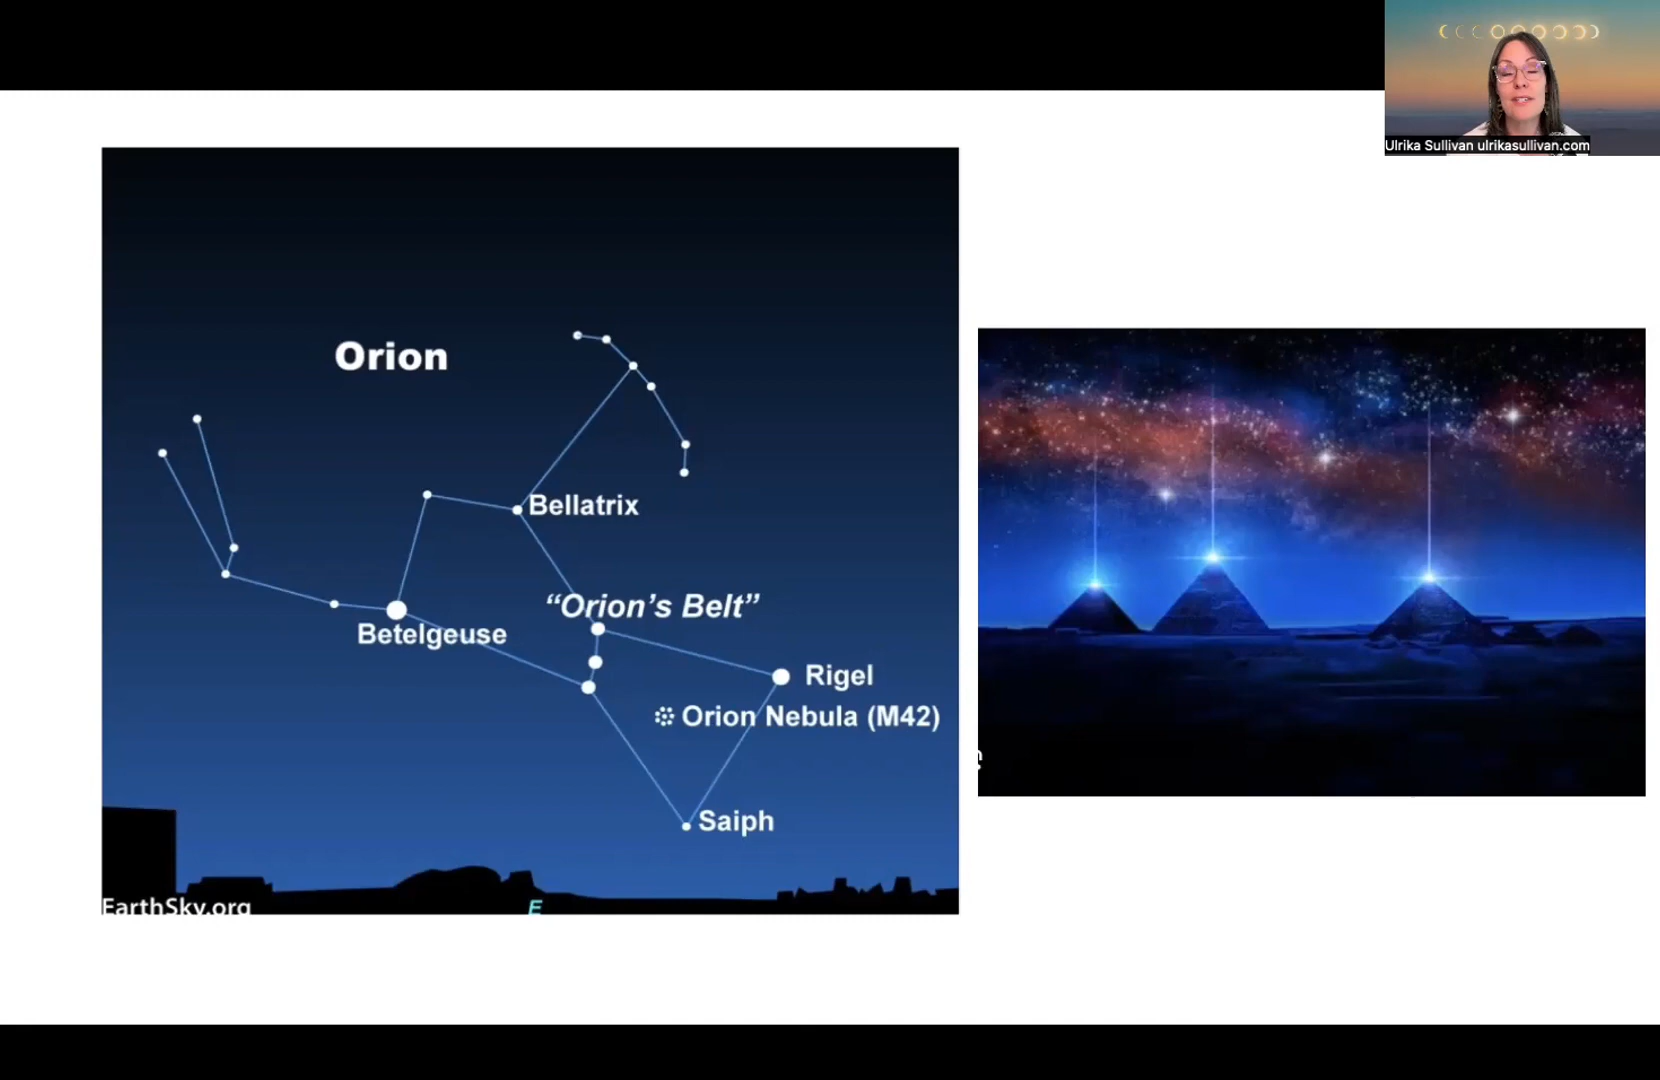 Ulrika Sullivan ulrikasullivan.com
Orion
Bellatrix
“Orion’s Belt”
Betelgeuse
Rigel
Orion Nebula (M42)
Saiph
EarthSky.org
E